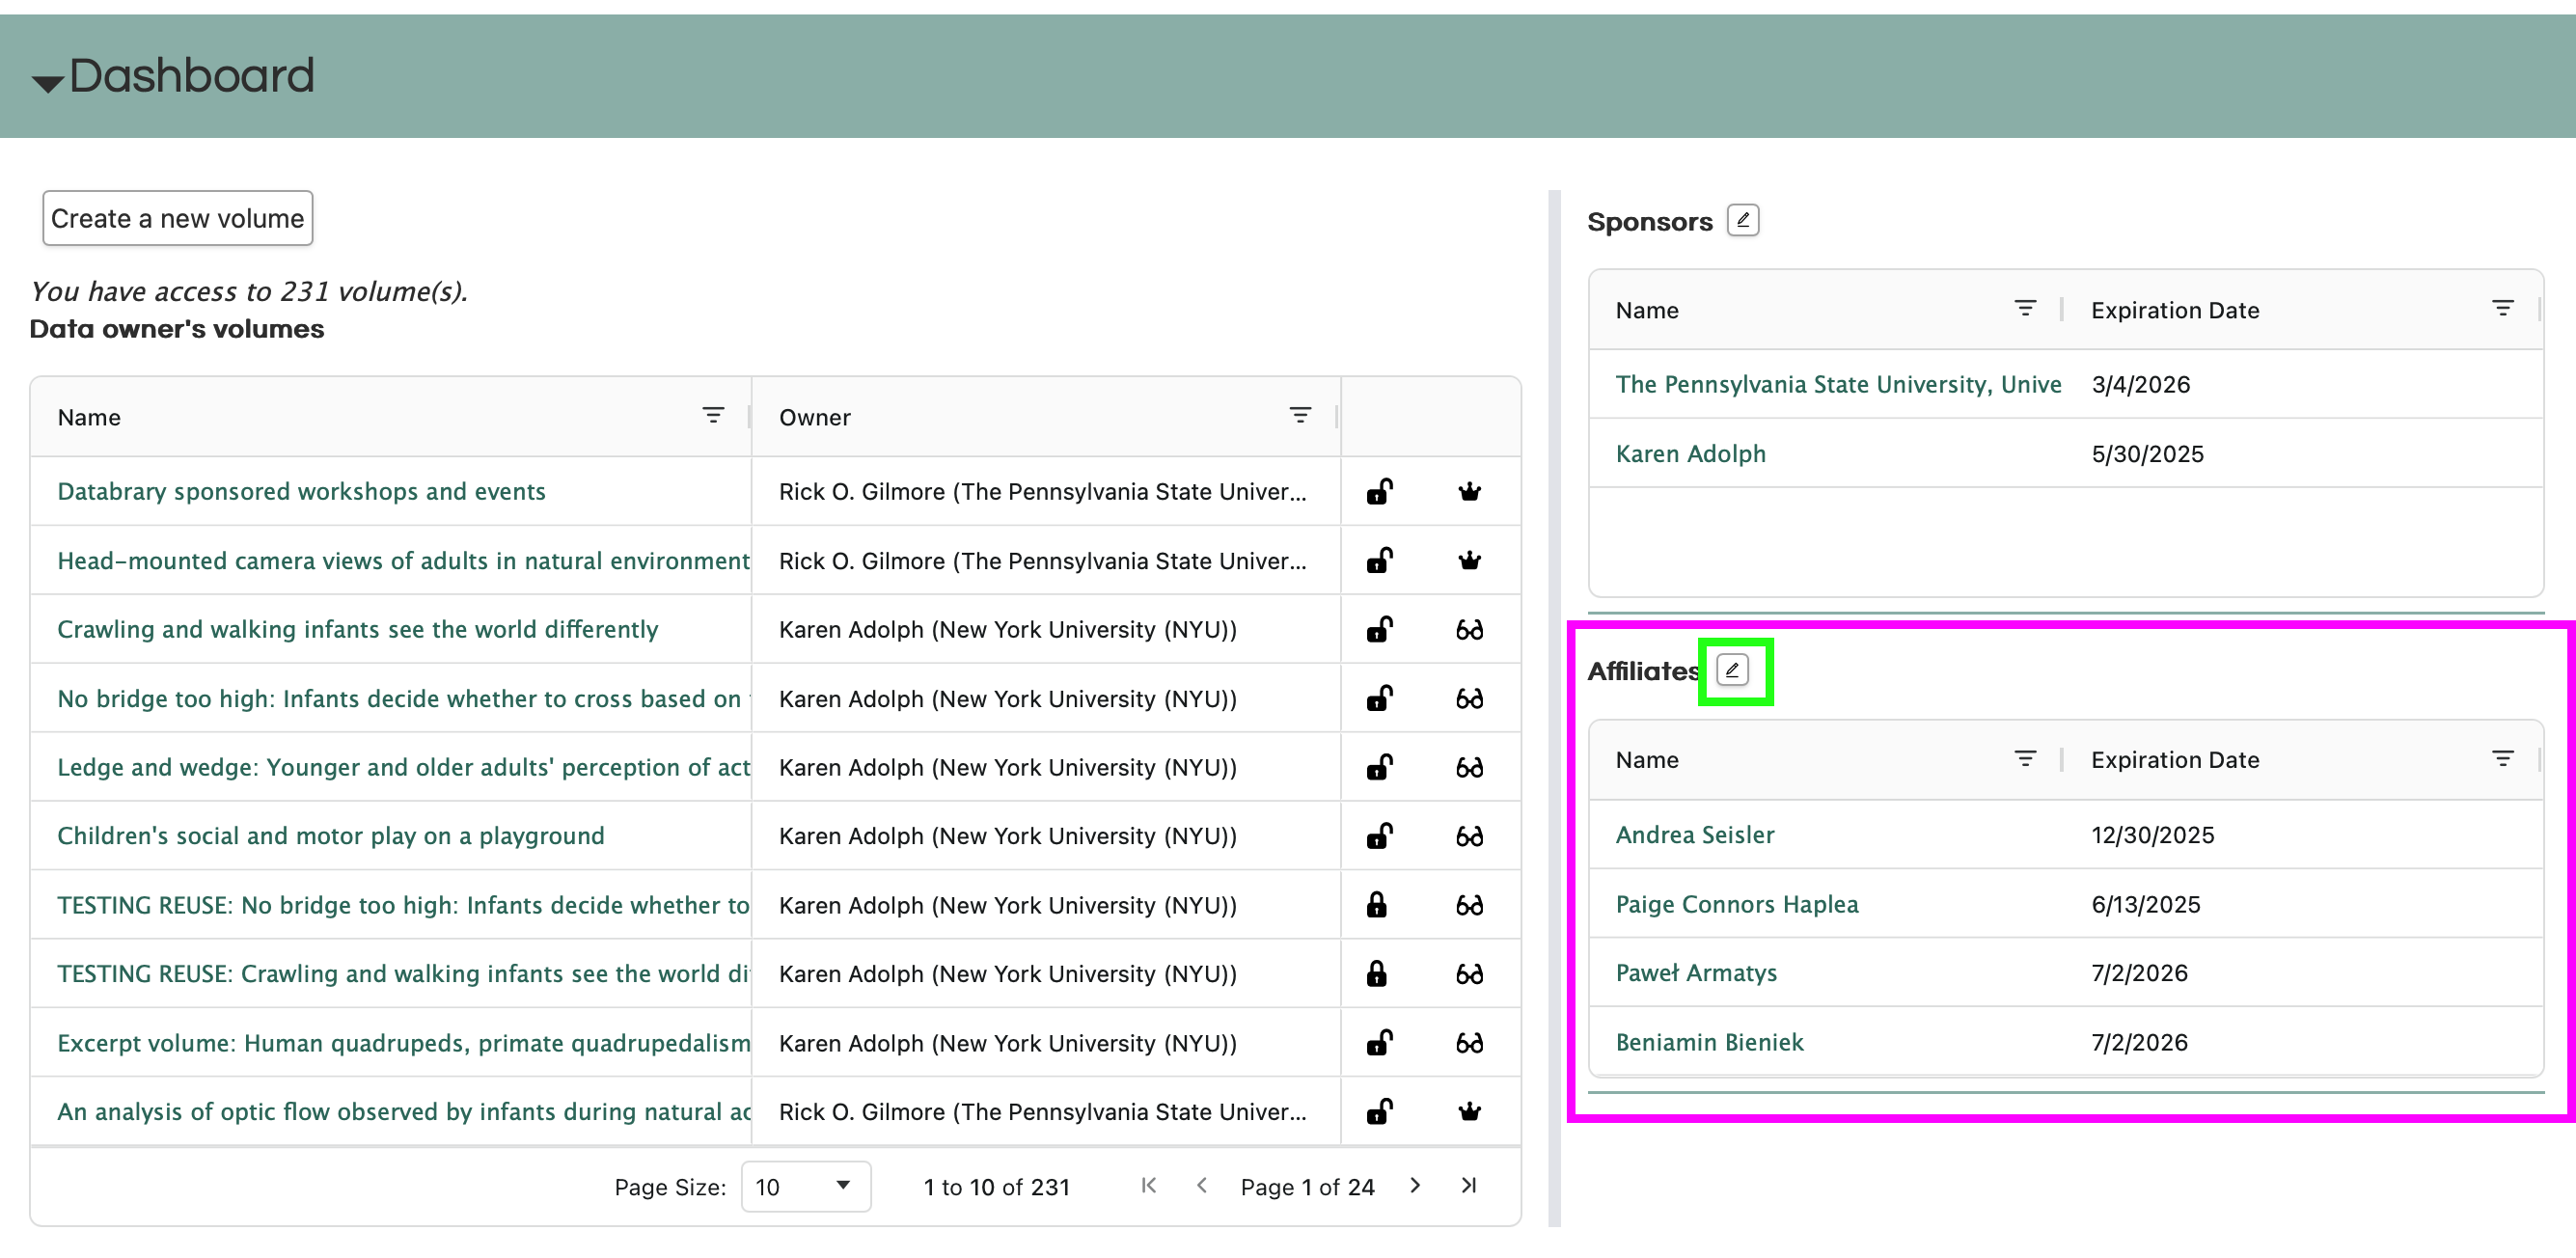 Dashboard
Create a new volume
You have access to 231 volume(s).
Data owner's volumes
Name Owner
Databrary sponsored workshops and events Rick O. Gilmore (The Pennsylvania State Univer...
Head-mounted camera views of adults in natural environment Rick O. Gilmore (The Pennsylvania State Univer...
Crawling and walking infants see the world differently Karen Adolph (New York University (NYU))
No bridge too high: Infants decide whether to cross based on Karen Adolph (New York University (NYU))
Ledge and wedge: Younger and older adults' perception of act Karen Adolph (New York University (NYU))
Children's social and motor play on a playground Karen Adolph (New York University (NYU))
TESTING REUSE: No bridge too high: Infants decide whether to Karen Adolph (New York University (NYU))
TESTING REUSE: Crawling and walking infants see the world di Karen Adolph (New York University (NYU))
Excerpt volume: Human quadrupeds, primate quadrupedalism Karen Adolph (New York University (NYU))
An analysis of optic flow observed by infants during natural ac Rick O. Gilmore (The Pennsylvania State Univer...
Page Size: 10 1 to 10 of 231 Page 1 of 24
Sponsors
Name Expiration Date
The Pennsylvania State University, Unive 3/4/2026
Karen Adolph 5/30/2025
Affiliates
Name Expiration Date
Andrea Seisler 12/30/2025
Paige Connors Haplea 6/13/2025
Paweł Armatys 7/2/2026
Beniamin Bieniek 7/2/2026